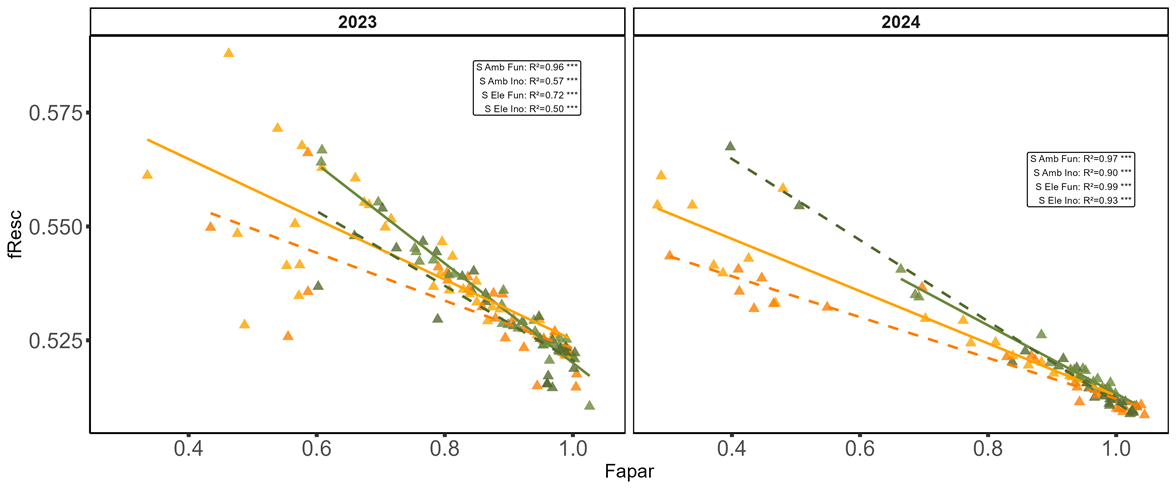 2023
2024
fResc
0.575
0.550
0.525
S Amb Fun: R²=0.96 ***
S Amb Ino: R²=0.57 ***
S Ele Fun: R²=0.72 ***
S Ele Ino: R²=0.50 ***
S Amb Fun: R²=0.97 ***
S Amb Ino: R²=0.90 ***
S Ele Fun: R²=0.99 ***
S Ele Ino: R²=0.93 ***
0.4 0.6 0.8 1.0
0.4 0.6 0.8 1.0
Fapar